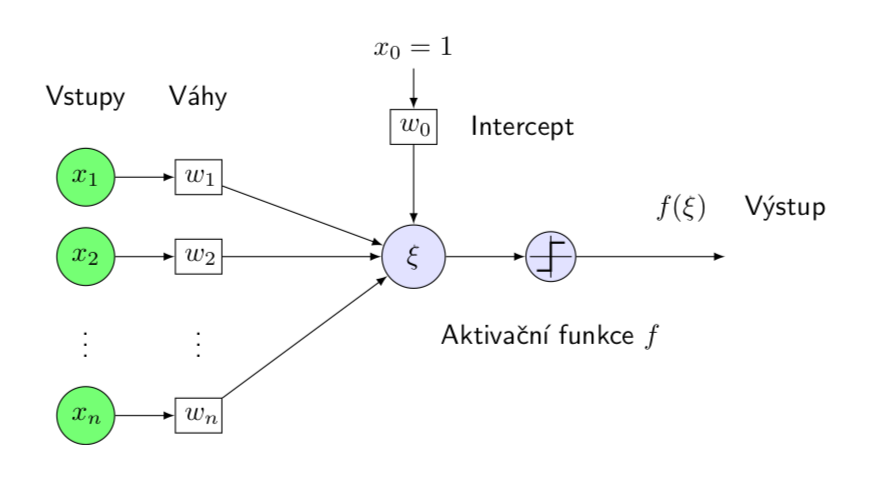 x₀ = 1
Vstupy Váhy
w₀ Intercept
x₁ w₁
f(ξ) Výstup
x₂ w₂ ξ
⋮ ⋮
Aktivační funkce f
xₙ wₙ